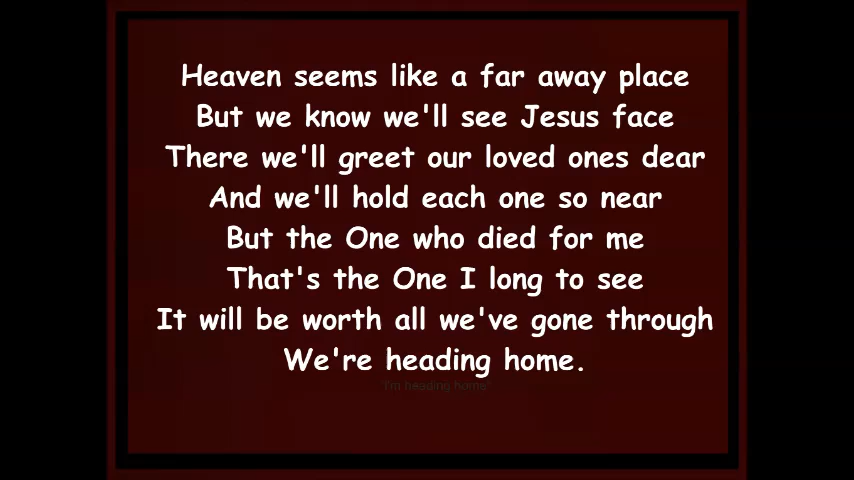 Heaven seems like a far away place
But we know we'll see Jesus face
There we'll greet our loved ones dear
And we'll hold each one so near
But the One who died for me
That's the One I long to see
It will be worth all we've gone through
We're heading home.
"I'm heading home"